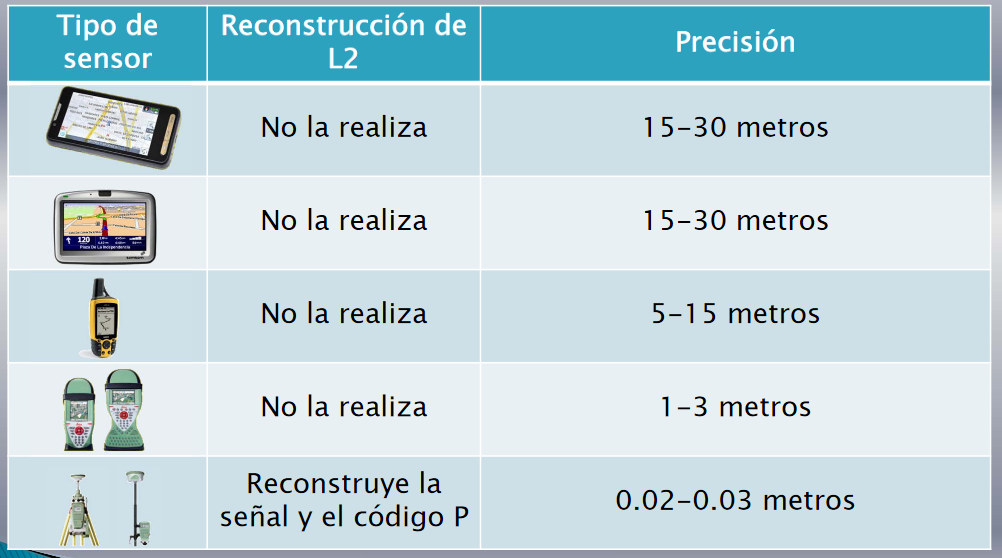 Tipo de sensor
Reconstrucción de L2
Precisión
No la realiza
15-30 metros
120
Plaza De La Independencia
No la realiza
15-30 metros
No la realiza
5-15 metros
No la realiza
1-3 metros
Reconstruye la
señal y el código P
0.02-0.03 metros